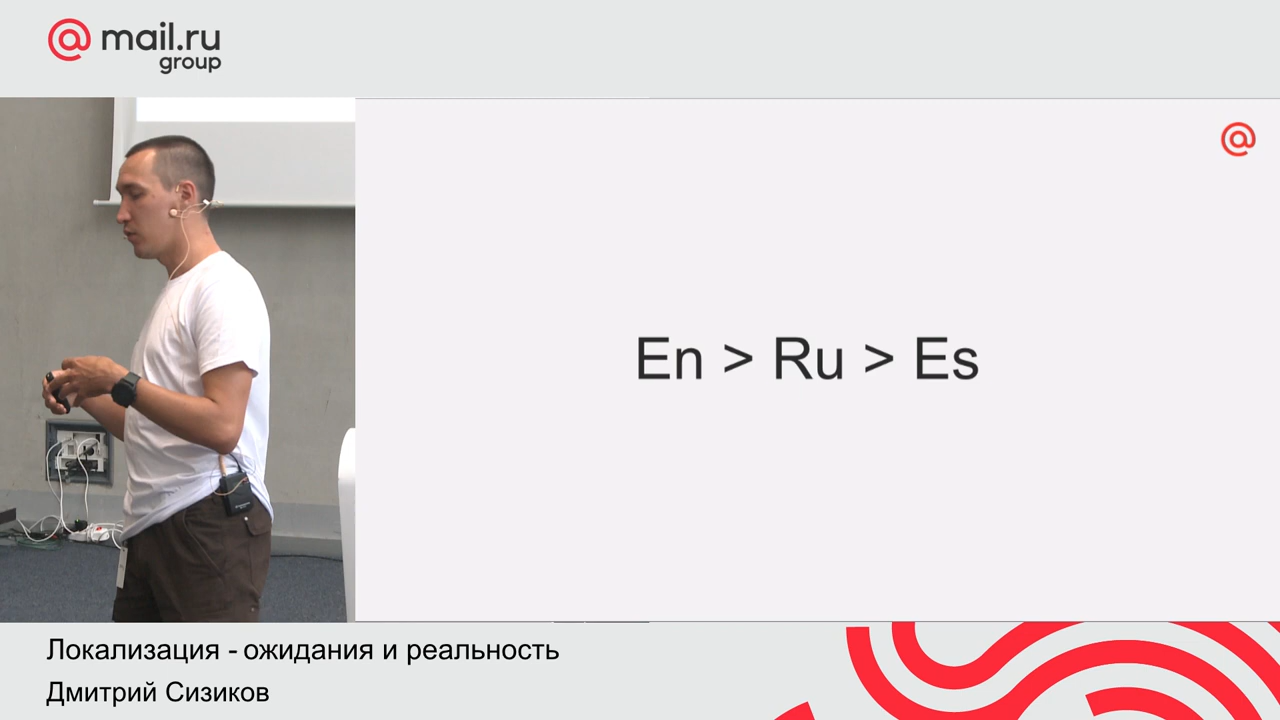 @ mail.ru
group
@
En > Ru > Es
Локализация - ожидания и реальность
Дмитрий Сизиков